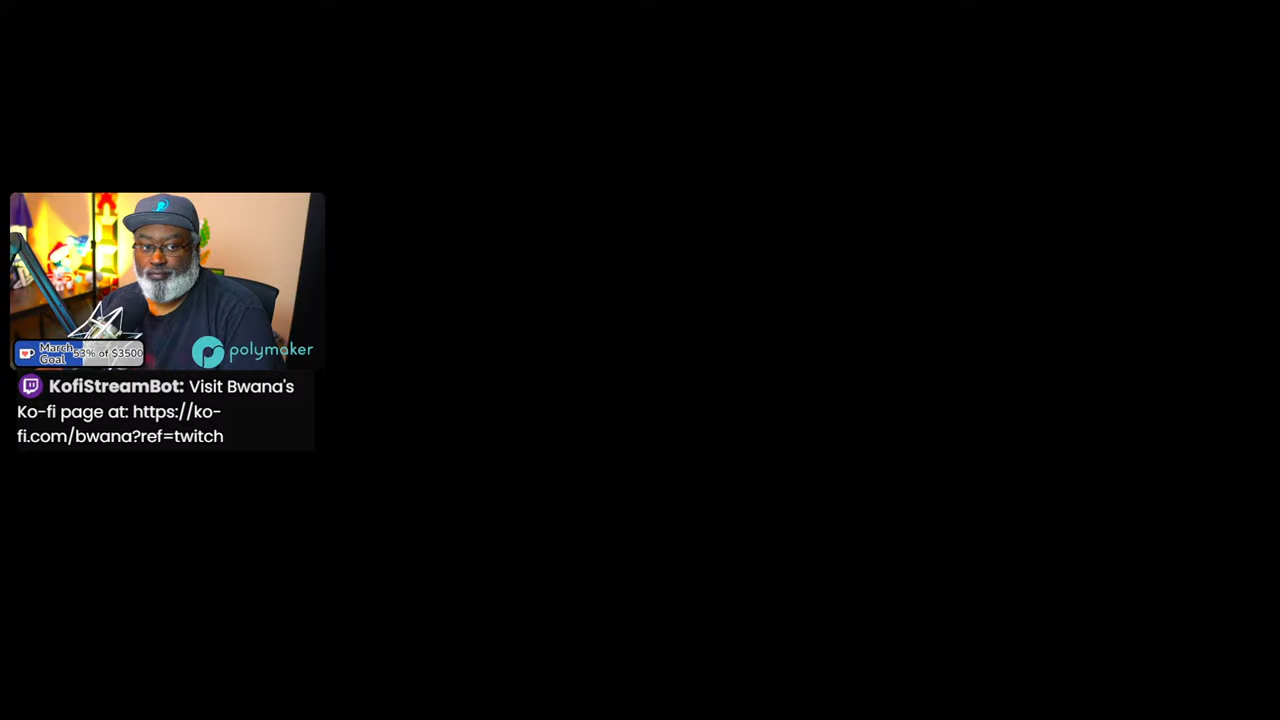 March
Goal
53% of $3500
polymaker
KofiStreamBot: Visit Bwana's
Ko-fi page at: https://ko-
fi.com/bwana?ref=twitch